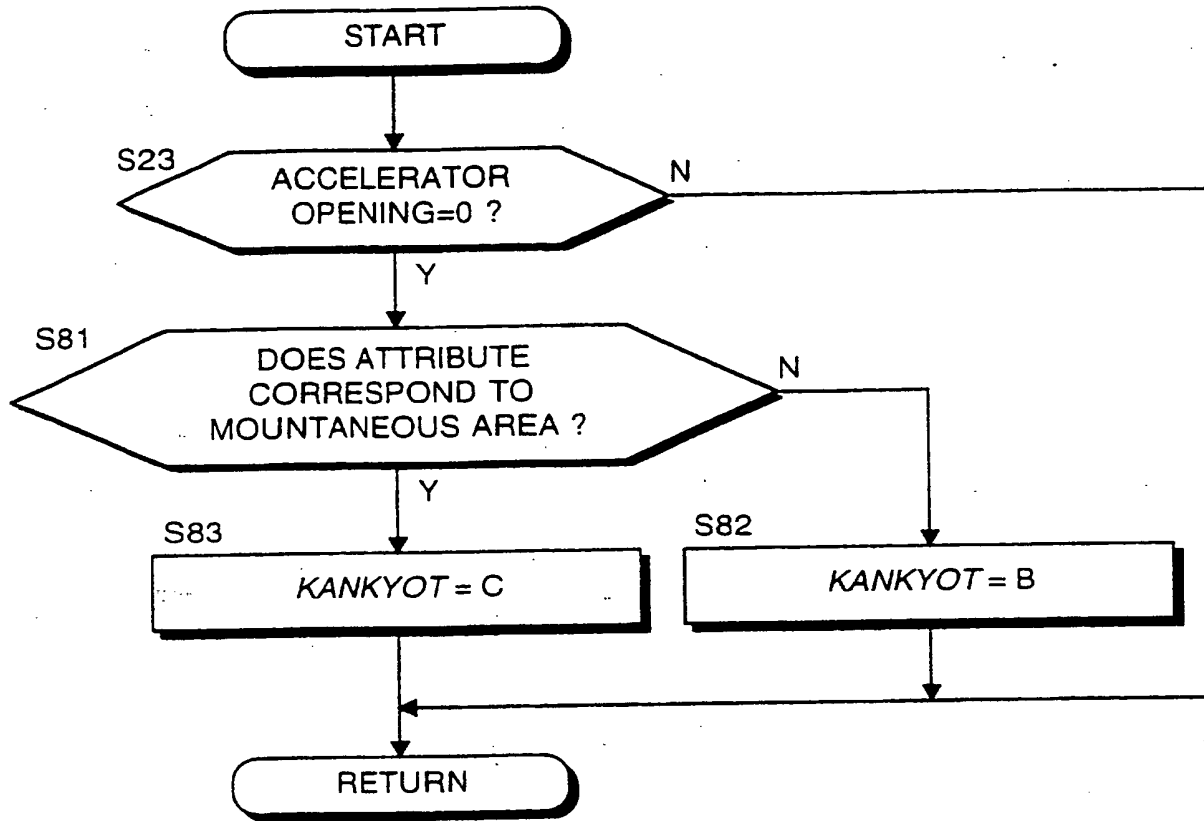 START
S23
ACCELERATOR
OPENING=0 ?
N
Y
S81
DOES ATTRIBUTE
CORRESPOND TO
MOUNTANEOUS AREA ?
N
Y
S83
KANKYOT = C
S82
KANKYOT = B
RETURN